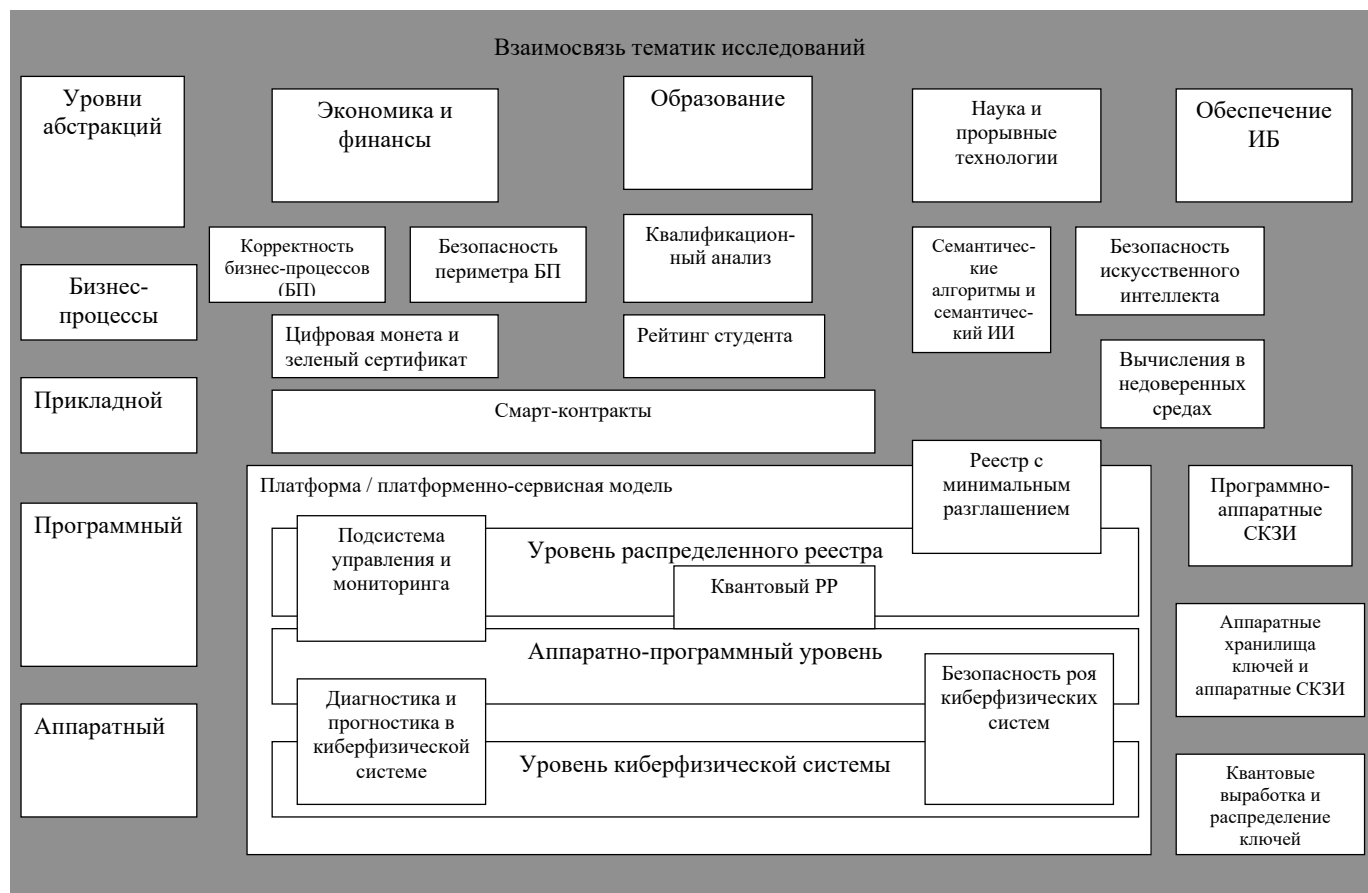 Взаимосвязь тематик исследований
Уровни
абстракций
Экономика и
финансы
Образование
Наука и
прорывные
технологии
Обеспечение
ИБ
Корректность
бизнес-процессов
(БП)
Безопасность
периметра БП
Квалификацион-
ный анализ
Семантичес-
кие
алгоритмы и
семантичес-
кий ИИ
Безопасность
искусственного
интеллекта
Бизнес-
процессы
Цифровая монета и
зеленый сертификат
Рейтинг студента
Вычисления в
недоверенных
средах
Прикладной
Смарт-контракты
Платформа / платформенно-сервисная модель
Реестр с
минимальным
разглашением
Программно-
аппаратные
СКЗИ
Программный
Подсистема
управления и
мониторинга
Уровень распределенного реестра
Квантовый РР
Аппаратно-программный уровень
Аппаратные
хранилища
ключей и
аппаратные СКЗИ
Безопасность роя
киберфизических
систем
Аппаратный
Диагностика и
прогностика в
киберфизической
системе
Уровень киберфизической системы
Квантовые
выработка и
распределение
ключей